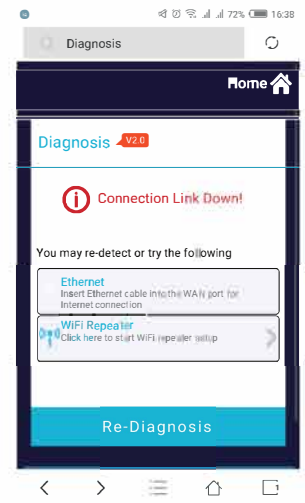 72% 16:38
Diagnosis
Home
Diagnosis V2.0
Connection Link Down!
You may re-detect or try the following
Ethernet
Insert Ethernet cable into the WAN port for
Internet connection
WiFi Repeater
Click here to start WiFi repeater setup
Re-Diagnosis
1